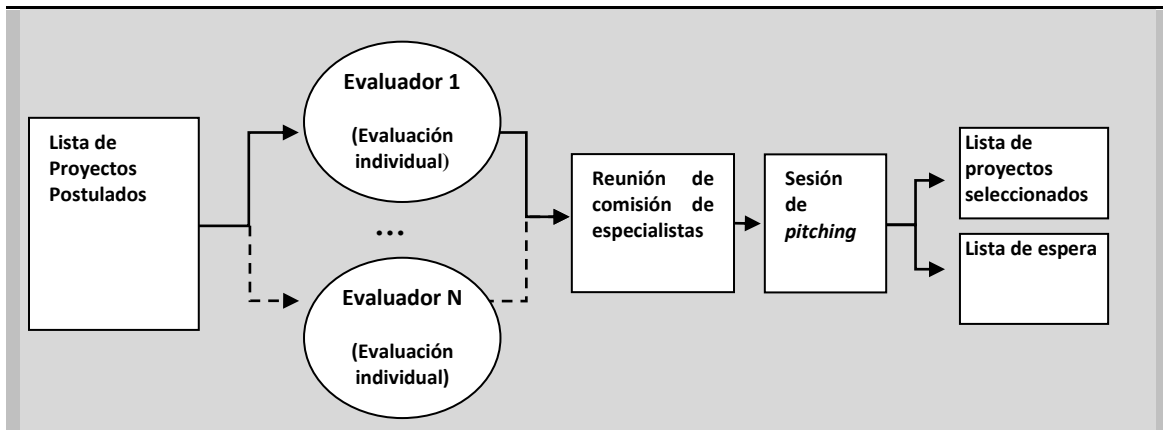 Lista de
Proyectos
Postulados
Evaluador 1
(Evaluación
individual)
...
Evaluador N
(Evaluación
individual)
Reunión de
comisión de
especialistas
Sesión
de
pitching
Lista de
proyectos
seleccionados
Lista de espera